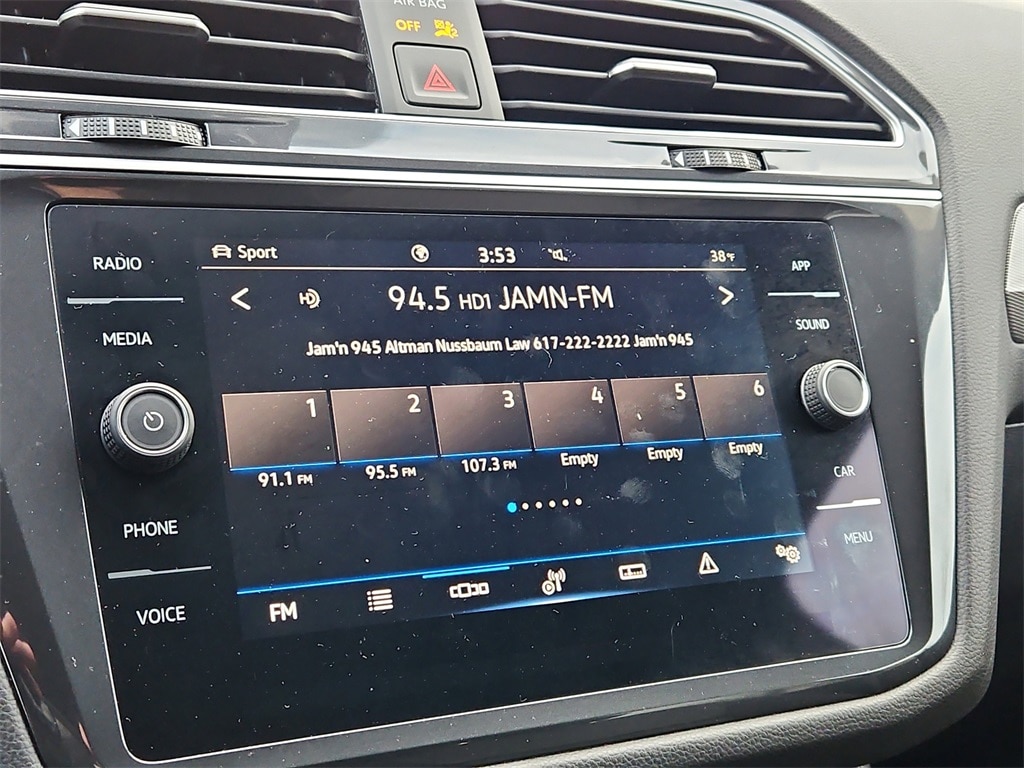 AIR BAG
OFF
RADIO
MEDIA
PHONE
VOICE
Sport 3:53 38°F
94.5 HD1 JAMN-FM
Jam'n 945 Altman Nussbaum Law 617-222-2222 Jam'n 945
1 2 3 4 5 6
91.1 FM 95.5 FM 107.3 FM Empty Empty Empty
FM
APP
SOUND
CAR
MENU